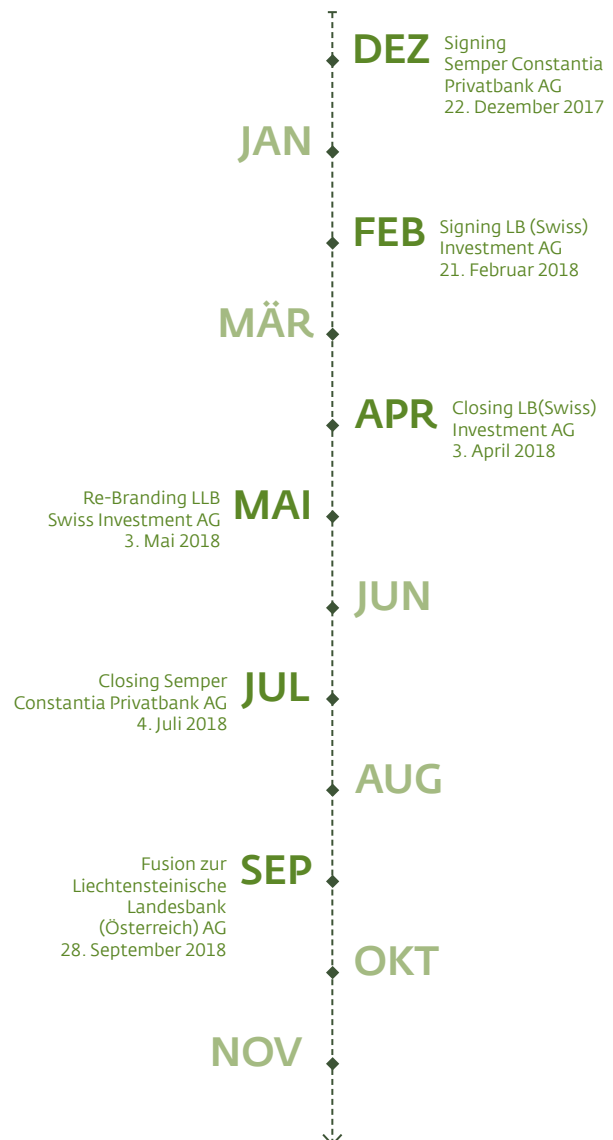 DEZ
Signing
Semper Constantia
Privatbank AG
22. Dezember 2017
JAN
FEB
Signing LB (Swiss)
Investment AG
21. Februar 2018
MÄR
APR
Closing LB(Swiss)
Investment AG
3. April 2018
Re-Branding LLB
Swiss Investment AG
3. Mai 2018
MAI
JUN
Closing Semper
Constantia Privatbank AG
4. Juli 2018
JUL
AUG
Fusion zur
Liechtensteinische
Landesbank
(Österreich) AG
28. September 2018
SEP
OKT
NOV